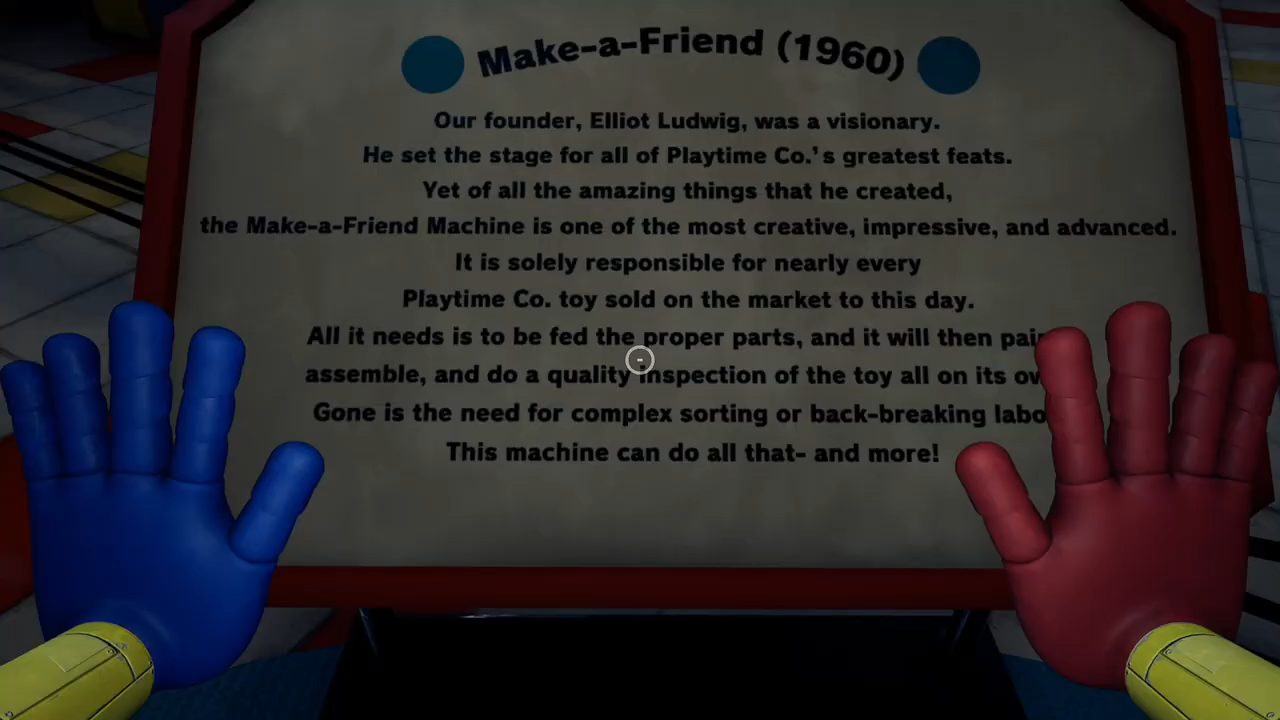 Make-a-Friend (1960)
Our founder, Elliot Ludwig, was a visionary.
He set the stage for all of Playtime Co.'s greatest feats.
Yet of all the amazing things that he created,
the Make-a-Friend Machine is one of the most creative, impressive, and advanced.
It is solely responsible for nearly every
Playtime Co. toy sold on the market to this day.
All it needs is to be fed the proper parts, and it will then
assemble, and do a quality inspection of the toy all on its
Gone is the need for complex sorting or back-breaking
This machine can do all that- and more!